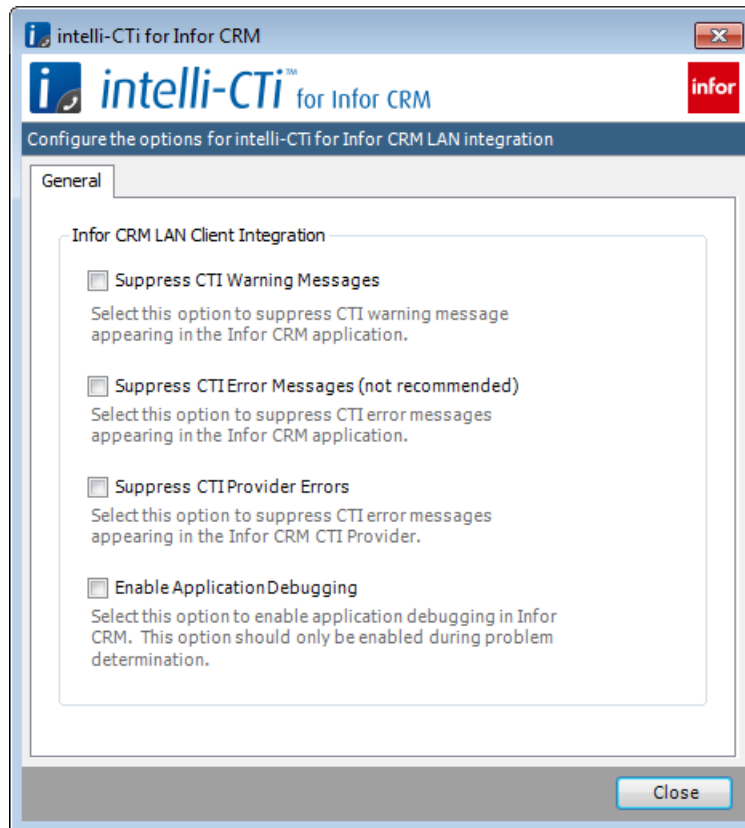 intelli-CTi for Infor CRM
i intelli-CTi™ for Infor CRM infor
Configure the options for intelli-CTi for Infor CRM LAN integration
General
Infor CRM LAN Client Integration
Suppress CTI Warning Messages
Select this option to suppress CTI warning message
appearing in the Infor CRM application.
Suppress CTI Error Messages (not recommended)
Select this option to suppress CTI error messages
appearing in the Infor CRM application.
Suppress CTI Provider Errors
Select this option to suppress CTI error messages
appearing in the Infor CRM CTI Provider.
Enable Application Debugging
Select this option to enable application debugging in Infor
CRM. This option should only be enabled during problem
determination.
Close